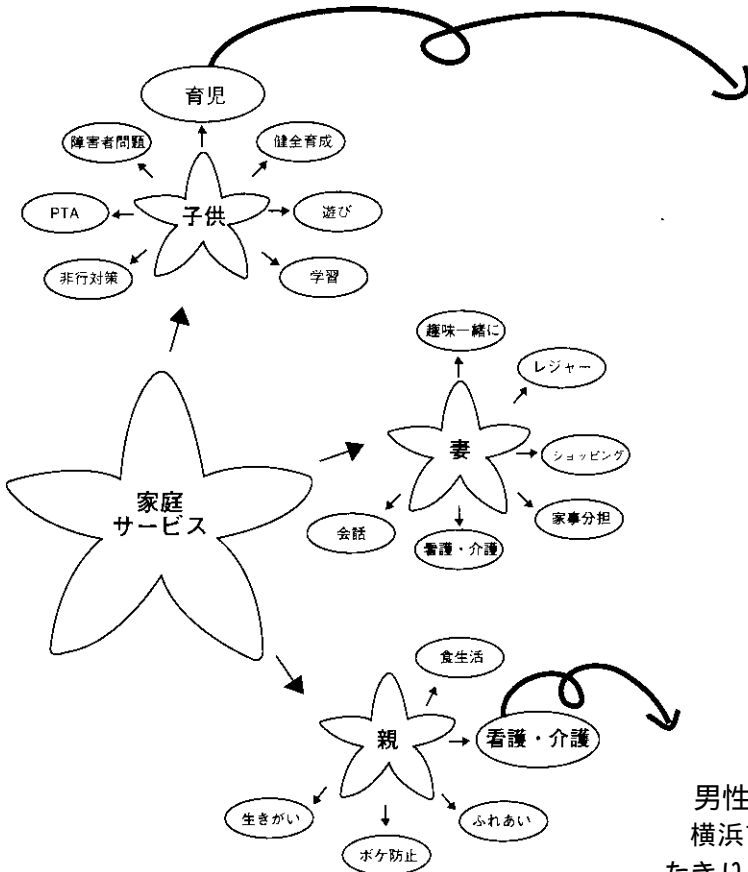 育児
障害者問題
健全育成
PTA
子供
遊び
非行対策
学習
趣味一緒に
レジャー
妻
ショッピング
家庭
サービス
会話
看護・介護
家事分担
食生活
親
看護・介護
生きがい
ボケ防止
ふれあい
男性
横浜
たきり